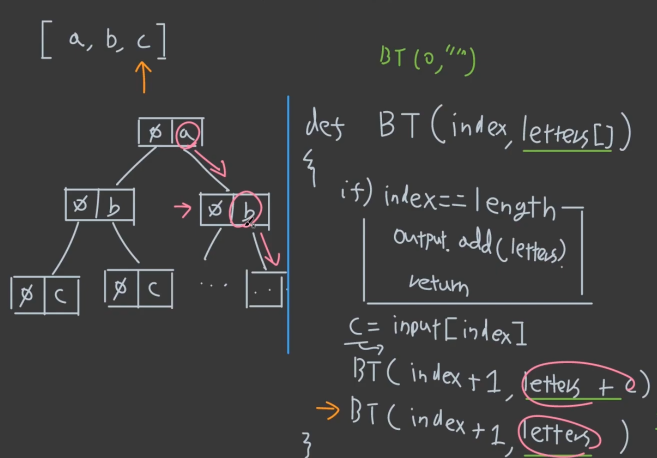 [ a, b, c ]
BT(0,"")
ø a
ø b
ø b
ø c
ø c
...
...
def BT(index, letters[])
{
if) index==length
output.add(letters)
return
c= input[index]
BT( index+1, letters + c)
BT( index+1, letters )
}